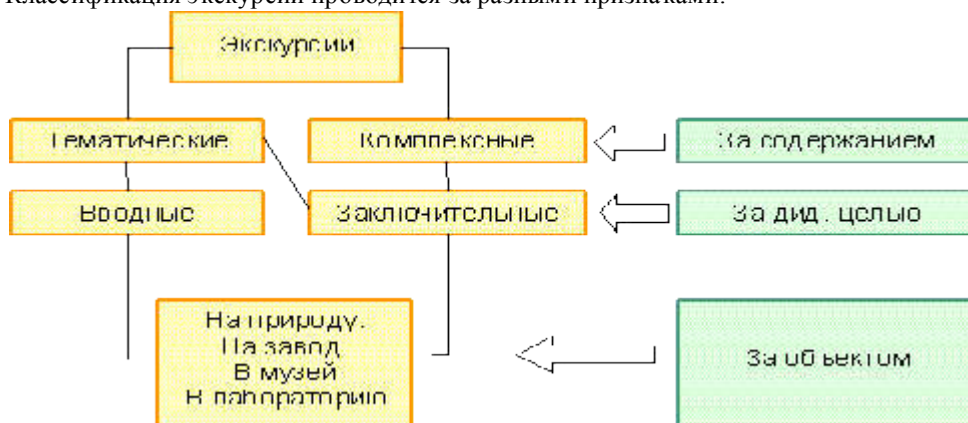 Классификация экскурсий проводится за разными признаками:
Экскурсии
Тематические
Комплексные
За содержанием
Вводные
Заключительные
За дид. целью
На природу.
На завод
В музей
В лабораторию
За объектом